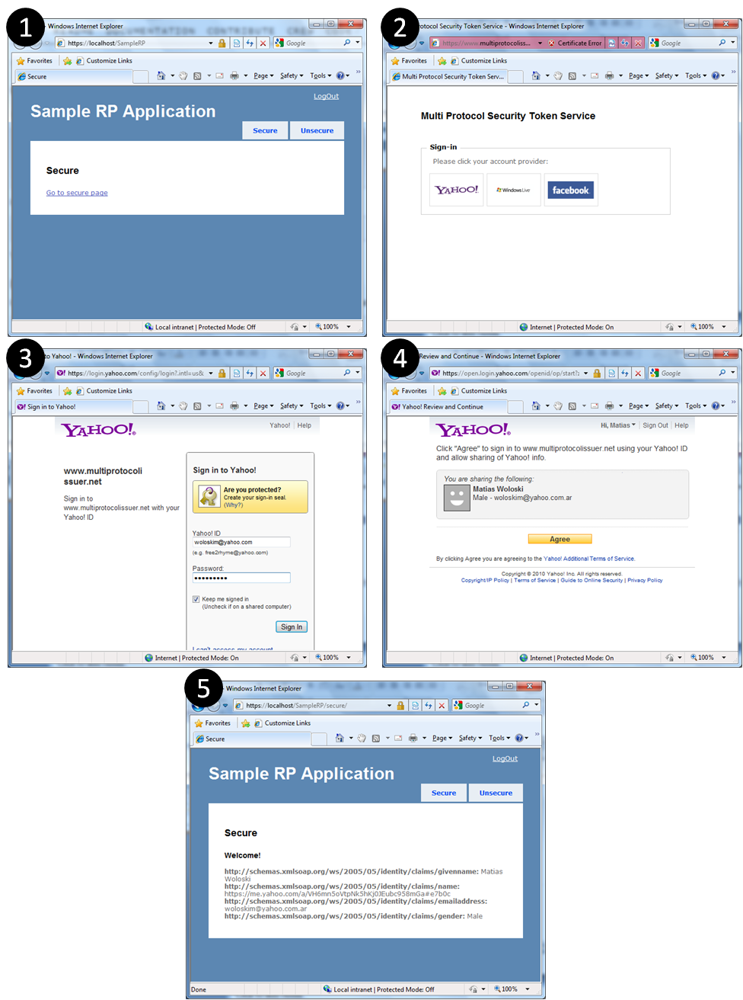 1
- Windows Internet Explorer
https://localhost/SampleRP
Google
Favorites
Customize Links
Secure
Page
Safety
Tools
LogOut
Sample RP Application
Secure
Unsecure
Secure
Go to secure page
Local intranet | Protected Mode: Off
100%
2
rotocol Security Token Service - Windows Internet Explorer
https://www.multiprotocoliss...
Certificate Error
Google
Favorites
Customize Links
Multi Protocol Security Token Serv...
Page
Safety
Tools
Multi Protocol Security Token Service
Sign-in
Please click your account provider:
YAHOO!
Windows Live
facebook
Internet | Protected Mode: On
100%
3
to Yahoo! - Windows Internet Explorer
https://login.yahoo.com/config/login?.intl=us&
Google
Favorites
Customize Links
Sign in to Yahoo!
Page
Safety
Tools
YAHOO!
Yahoo! | Help
www.multiprotocoli
ssuer.net
Sign in to
www.multiprotocolissuer.net with your
Yahoo! ID
Sign in to Yahoo!
Are you protected?
Create your sign-in seal.
(Why?)
Yahoo! ID
woloskim@yahoo.com
(e.g. free2rhyme@yahoo.com)
Password:
Keep me signed in
(Uncheck if on a shared computer)
Sign In
I can't access my account
Internet | Protected Mode: On
100%
4
Review and Continue - Windows Internet Explorer
https://open.login.yahoo.com/openid/op/start?
Google
Favorites
Customize Links
Yahoo! Review and Continue
Page
Safety
Tools
YAHOO!
Hi, Matias | Sign Out | Help
Click "Agree" to sign in to www.multiprotocolissuer.net using your Yahoo! ID
and allow sharing of Yahoo! info.
You are sharing the following:
Matias Woloski
Male - woloskim@yahoo.com.ar
Agree
By clicking Agree you are agreeing to the Yahoo! Additional Terms of Service.
Copyright © 2010 Yahoo! Inc. All rights reserved.
Copyright/IP Policy | Terms of Service | Guide to Online Security | Privacy Policy
Internet | Protected Mode: On
100%
5
- Windows Internet Explorer
https://localhost/SampleRP/secure/
Google
Favorites
Customize Links
Secure
Page
Safety
Tools
LogOut
Sample RP Application
Secure
Unsecure
Secure
Welcome!
http://schemas.xmlsoap.org/ws/2005/05/identity/claims/givenname: Matias
Woloski
http://schemas.xmlsoap.org/ws/2005/05/identity/claims/name:
https://me.yahoo.com/a/VH6mn5oVtpNk5hKj0JEubc958mGa#e7b0c
http://schemas.xmlsoap.org/ws/2005/05/identity/claims/emailaddress:
woloskim@yahoo.com.ar
http://schemas.xmlsoap.org/ws/2005/05/identity/claims/gender: Male
Done
Local intranet | Protected Mode: Off
100%